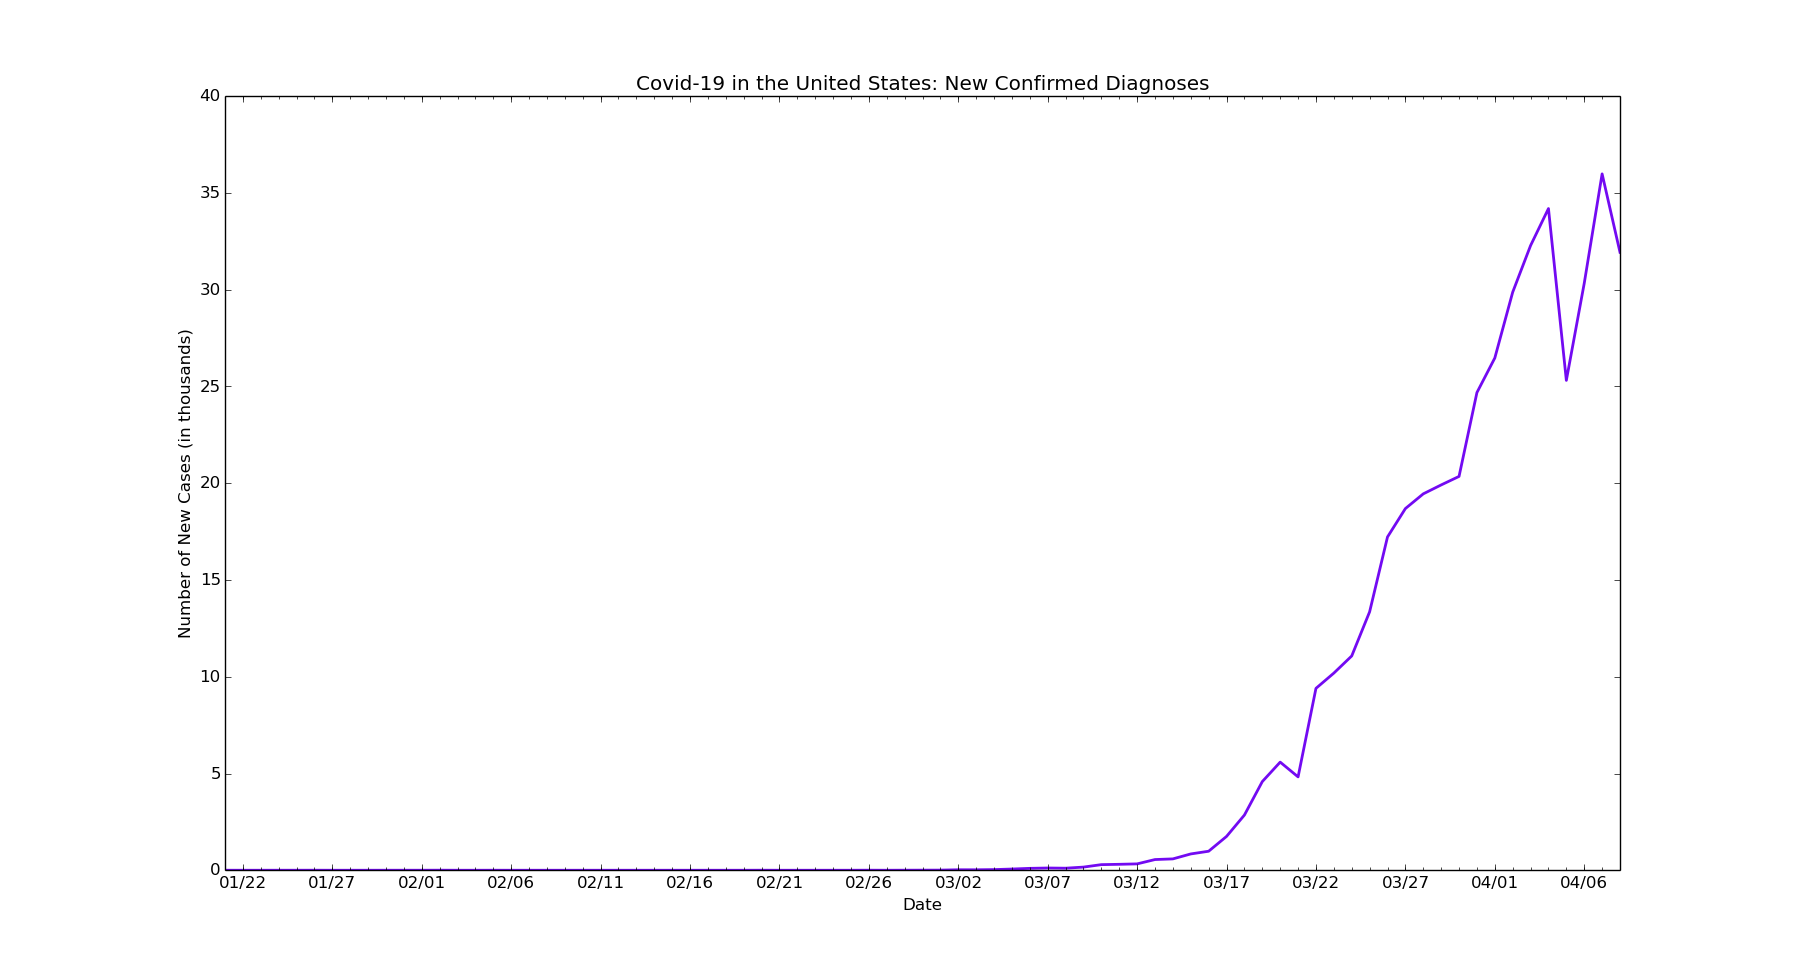 Covid-19 in the United States: New Confirmed Diagnoses
40
35
30
25
20
15
10
5
0
Number of New Cases (in thousands)
01/22 01/27 02/01 02/06 02/11 02/16 02/21 02/26 03/02 03/07 03/12 03/17 03/22 03/27 04/01 04/06
Date